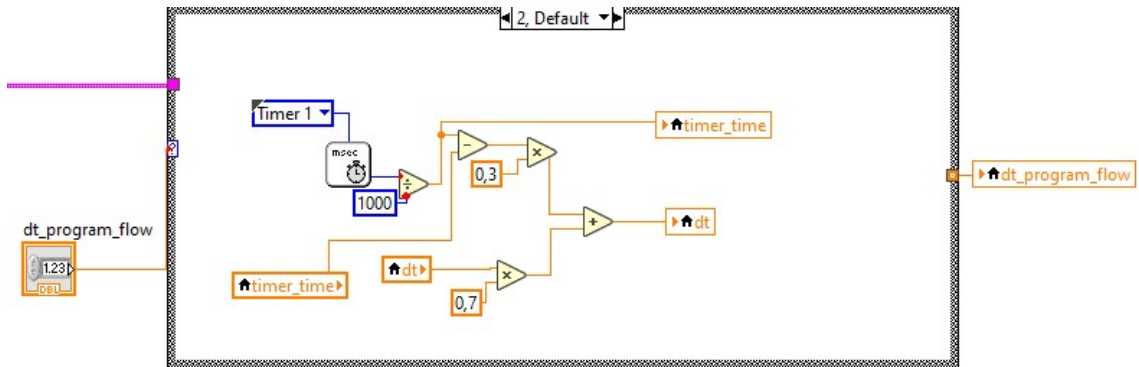 2, Default
Timer 1
timer_time
msec
0,3
dt_program_flow
1000
dt
dt_program_flow
1.23
DBL
dt
timer_time
0,7
?